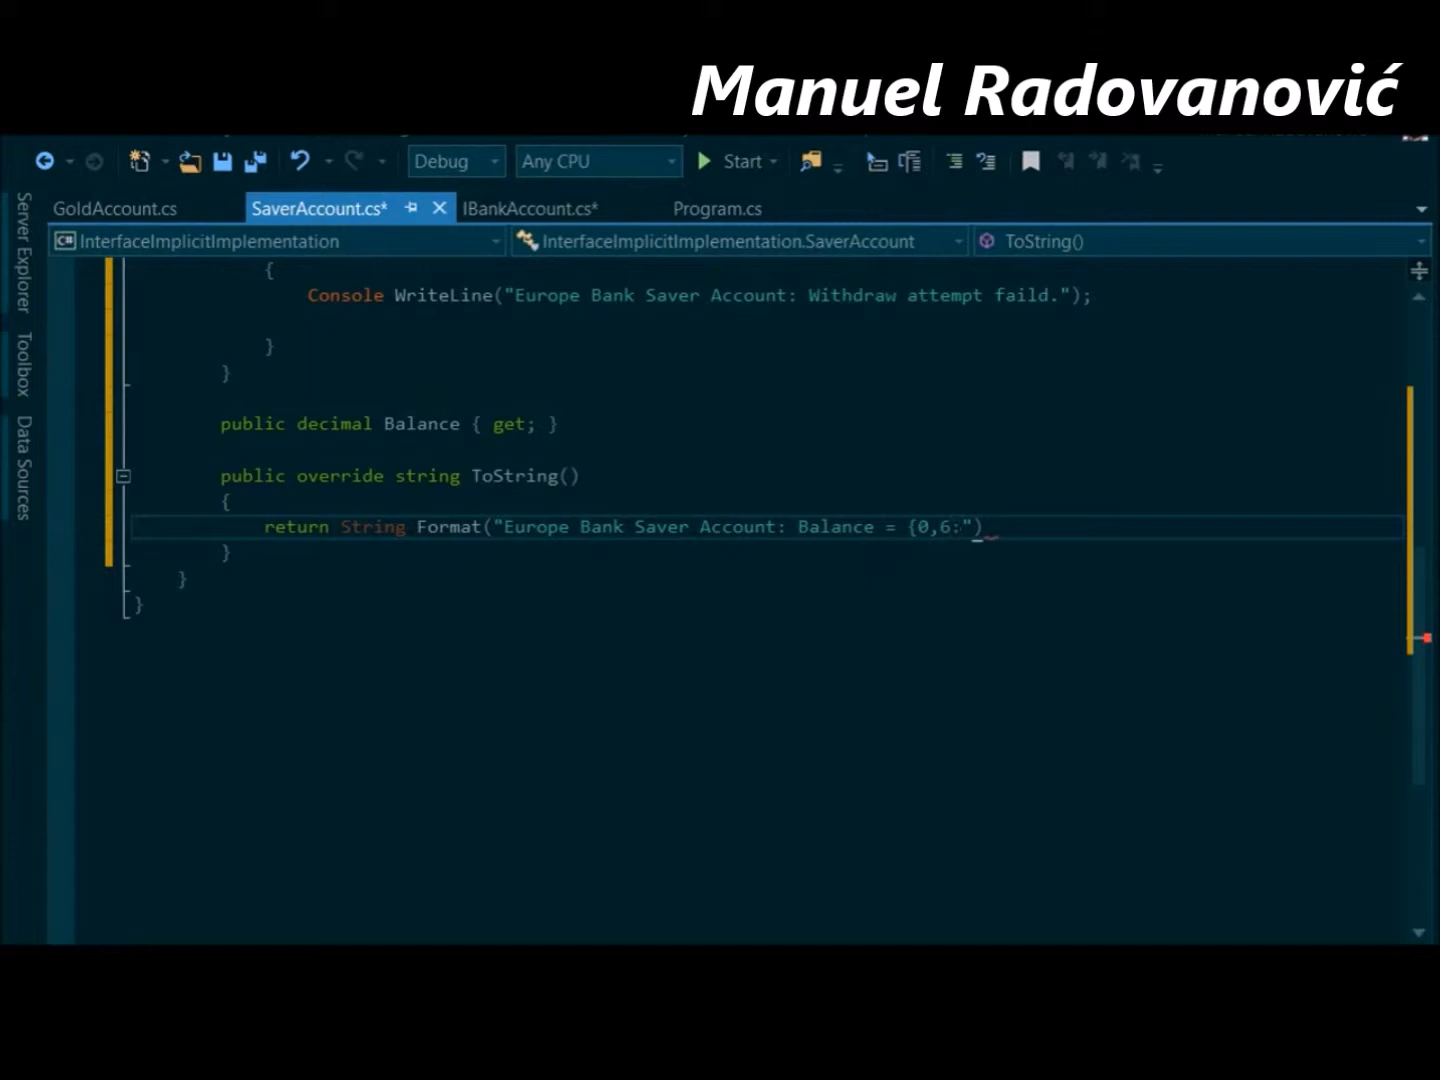 Manuel Radovanović
Debug Any CPU Start
GoldAccount.cs SaverAccount.cs* IBankAccount.cs* Program.cs
C# InterfaceImplicitImplementation InterfaceImplicitImplementation.SaverAccount ToString()
Server Explorer
Toolbox
Data Sources
{
Console WriteLine("Europe Bank Saver Account: Withdraw attempt faild.");
}
}
public decimal Balance { get; }
public override string ToString()
{
return String Format("Europe Bank Saver Account: Balance = {0,6:")
}
}
}